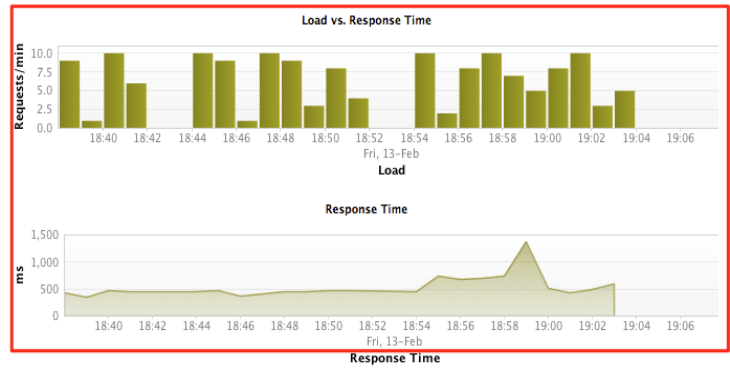 Load vs. Response Time
Requests/min
10.0
7.5
5.0
2.5
0.0
18:40 18:42 18:44 18:46 18:48 18:50 18:52 18:54 18:56 18:58 19:00 19:02 19:04 19:06
Fri, 13-Feb
Load
Response Time
ms
1,500
1,000
500
0
18:40 18:42 18:44 18:46 18:48 18:50 18:52 18:54 18:56 18:58 19:00 19:02 19:04 19:06
Fri, 13-Feb
Response Time